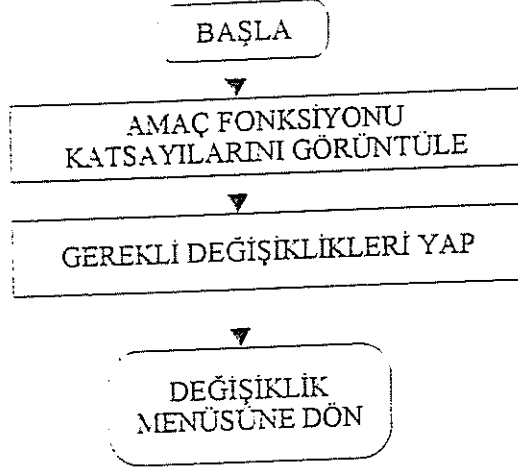 BAŞLA
AMAÇ FONKSİYONU
KATSAYILARINI GÖRÜNTÜLE
GEREKLİ DEĞİŞİKLİKLERİ YAP
DEĞİŞİKLİK
MENÜSÜNE DÖN